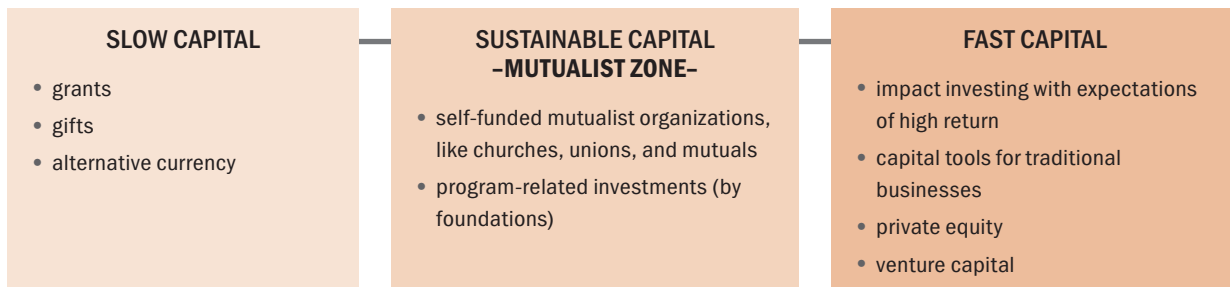 SLOW CAPITAL
• grants
• gifts
• alternative currency
SUSTAINABLE CAPITAL
–MUTUALIST ZONE–
• self-funded mutualist organizations,
like churches, unions, and mutuals
• program-related investments (by
foundations)
FAST CAPITAL
• impact investing with expectations
of high return
• capital tools for traditional
businesses
• private equity
• venture capital